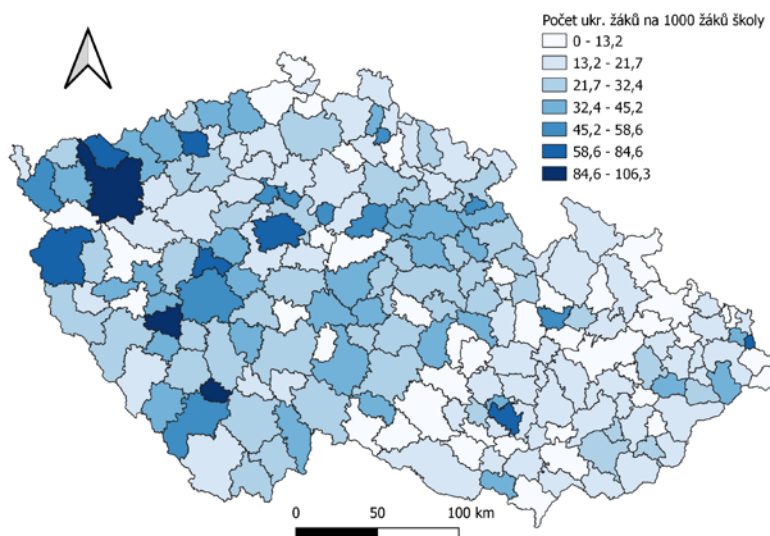 Počet ukr. žáků na 1000 žáků školy
0 - 13,2
13,2 - 21,7
21,7 - 32,4
32,4 - 45,2
45,2 - 58,6
58,6 - 84,6
84,6 - 106,3
0 50 100 km